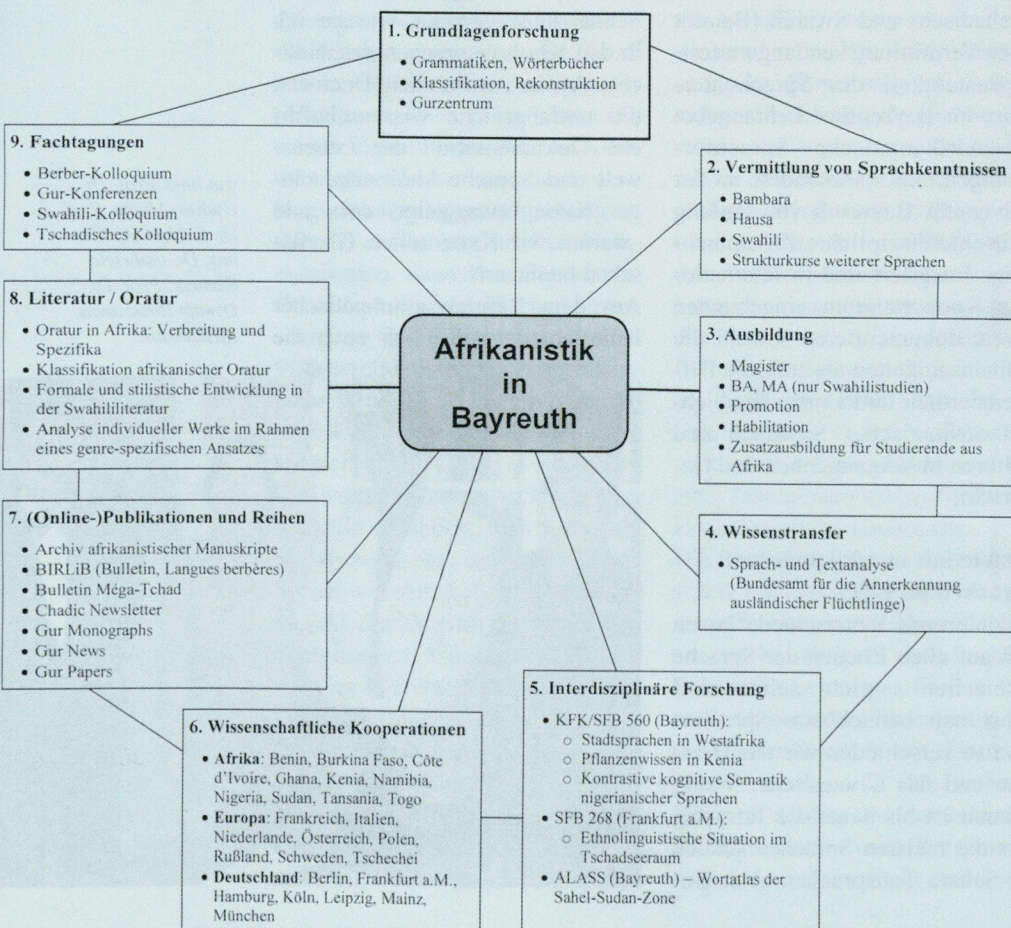 1. Grundlagenforschung
• Grammatiken, Wörterbücher
• Klassifikation, Rekonstruktion
• Gurzentrum
2. Vermittlung von Sprachkenntnissen
• Bambara
• Hausa
• Swahili
• Strukturkurse weiterer Sprachen
3. Ausbildung
• Magister
• BA, MA (nur Swahilistudien)
• Promotion
• Habilitation
• Zusatzausbildung für Studierende aus
Afrika
4. Wissenstransfer
• Sprach- und Textanalyse
(Bundesamt für die Annerkennung
ausländischer Flüchtlinge)
5. Interdisziplinäre Forschung
• KFK/SFB 560 (Bayreuth):
○ Stadtsprachen in Westafrika
○ Pflanzenwissen in Kenia
○ Kontrastive kognitive Semantik
nigerianischer Sprachen
• SFB 268 (Frankfurt a.M.):
○ Ethnolinguistische Situation im
Tschadseeraum
• ALASS (Bayreuth) – Wortatlas der
Sahel-Sudan-Zone
6. Wissenschaftliche Kooperationen
• Afrika: Benin, Burkina Faso, Côte
d'Ivoire, Ghana, Kenia, Namibia,
Nigeria, Sudan, Tansania, Togo
• Europa: Frankreich, Italien,
Niederlande, Österreich, Polen,
Rußland, Schweden, Tschechei
• Deutschland: Berlin, Frankfurt a.M.,
Hamburg, Köln, Leipzig, Mainz,
München
7. (Online-)Publikationen und Reihen
• Archiv afrikanistischer Manuskripte
• BIRLiB (Bulletin, Langues berbères)
• Bulletin Méga-Tchad
• Chadic Newsletter
• Gur Monographs
• Gur News
• Gur Papers
8. Literatur / Oratur
• Oratur in Afrika: Verbreitung und
Spezifika
• Klassifikation afrikanischer Oratur
• Formale und stilistische Entwicklung in
der Swahililiteratur
• Analyse individueller Werke im Rahmen
eines genre-spezifischen Ansatzes
9. Fachtagungen
• Berber-Kolloquium
• Gur-Konferenz
• Swahili-Kolloquium
• Tschadisches Kolloquium
Afrikanistik
in
Bayreuth